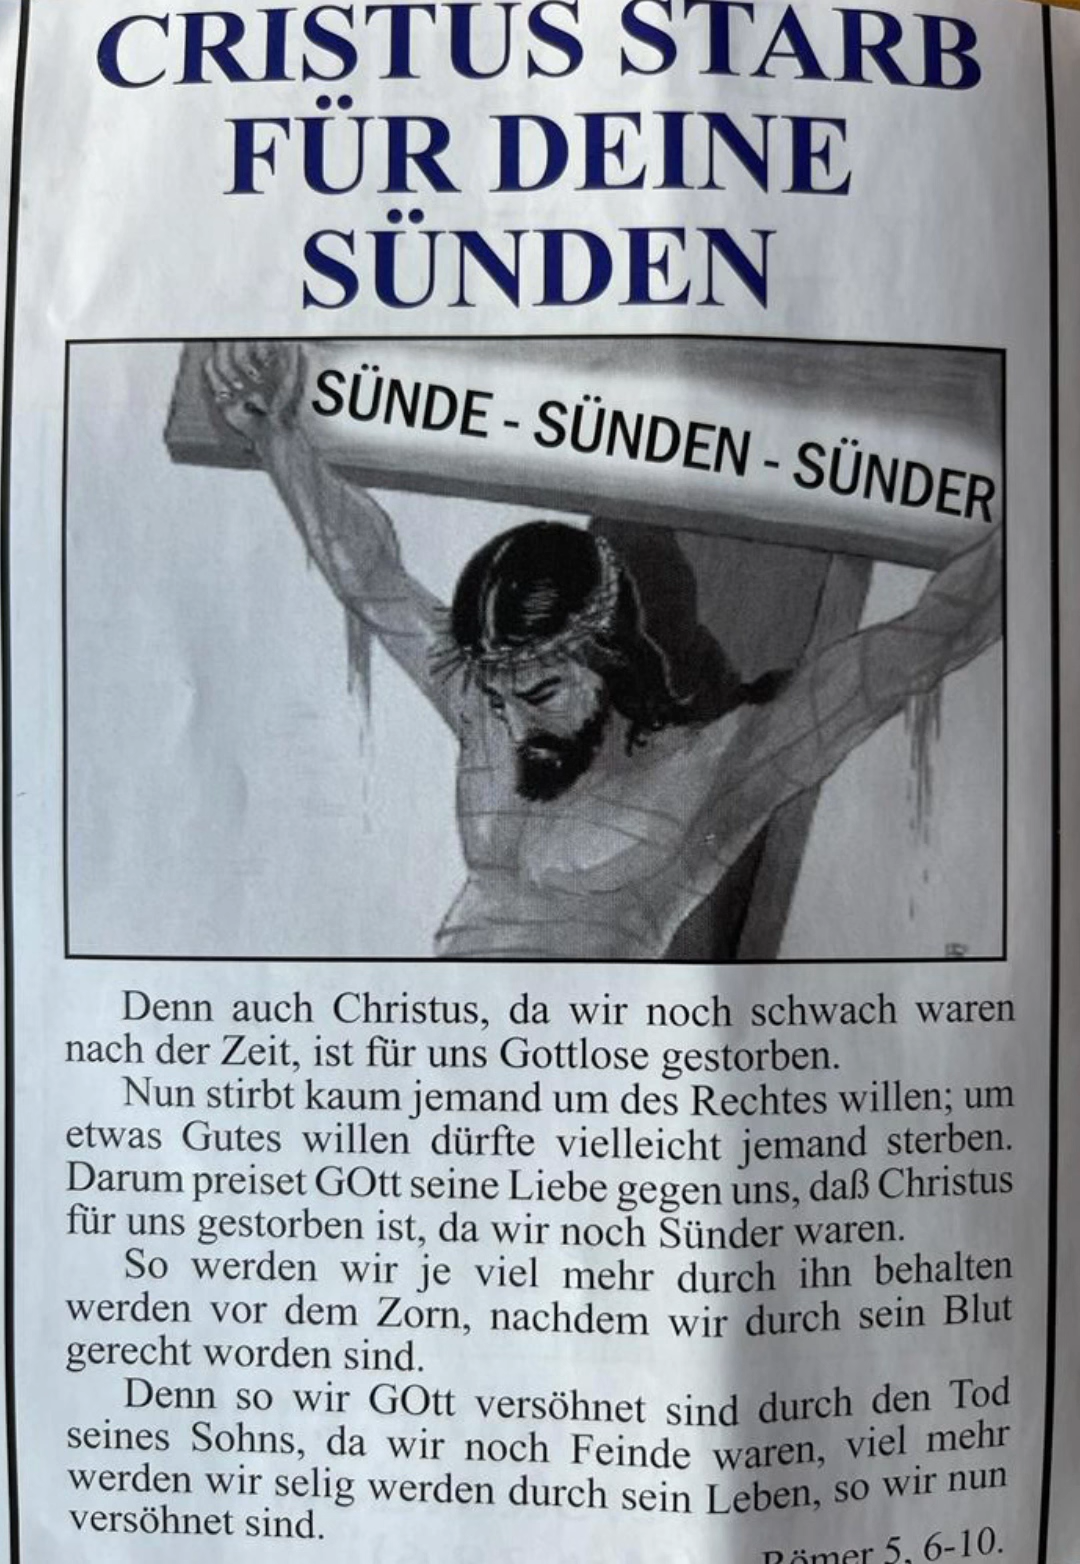 CRISTUS STARB
FÜR DEINE
SÜNDEN
SÜNDE - SÜNDEN - SÜNDER
Denn auch Christus, da wir noch schwach waren
nach der Zeit, ist für uns Gottlose gestorben.
Nun stirbt kaum jemand um des Rechtes willen; um
etwas Gutes willen dürfte vielleicht jemand sterben.
Darum preiset GOtt seine Liebe gegen uns, daß Christus
für uns gestorben ist, da wir noch Sünder waren.
So werden wir je viel mehr durch ihn behalten
werden vor dem Zorn, nachdem wir durch sein Blut
gerecht worden sind.
Denn so wir GOtt versöhnet sind durch den Tod
seines Sohns, da wir noch Feinde waren, viel mehr
werden wir selig werden durch sein Leben, so wir nun
versöhnet sind.
Römer 5, 6-10.